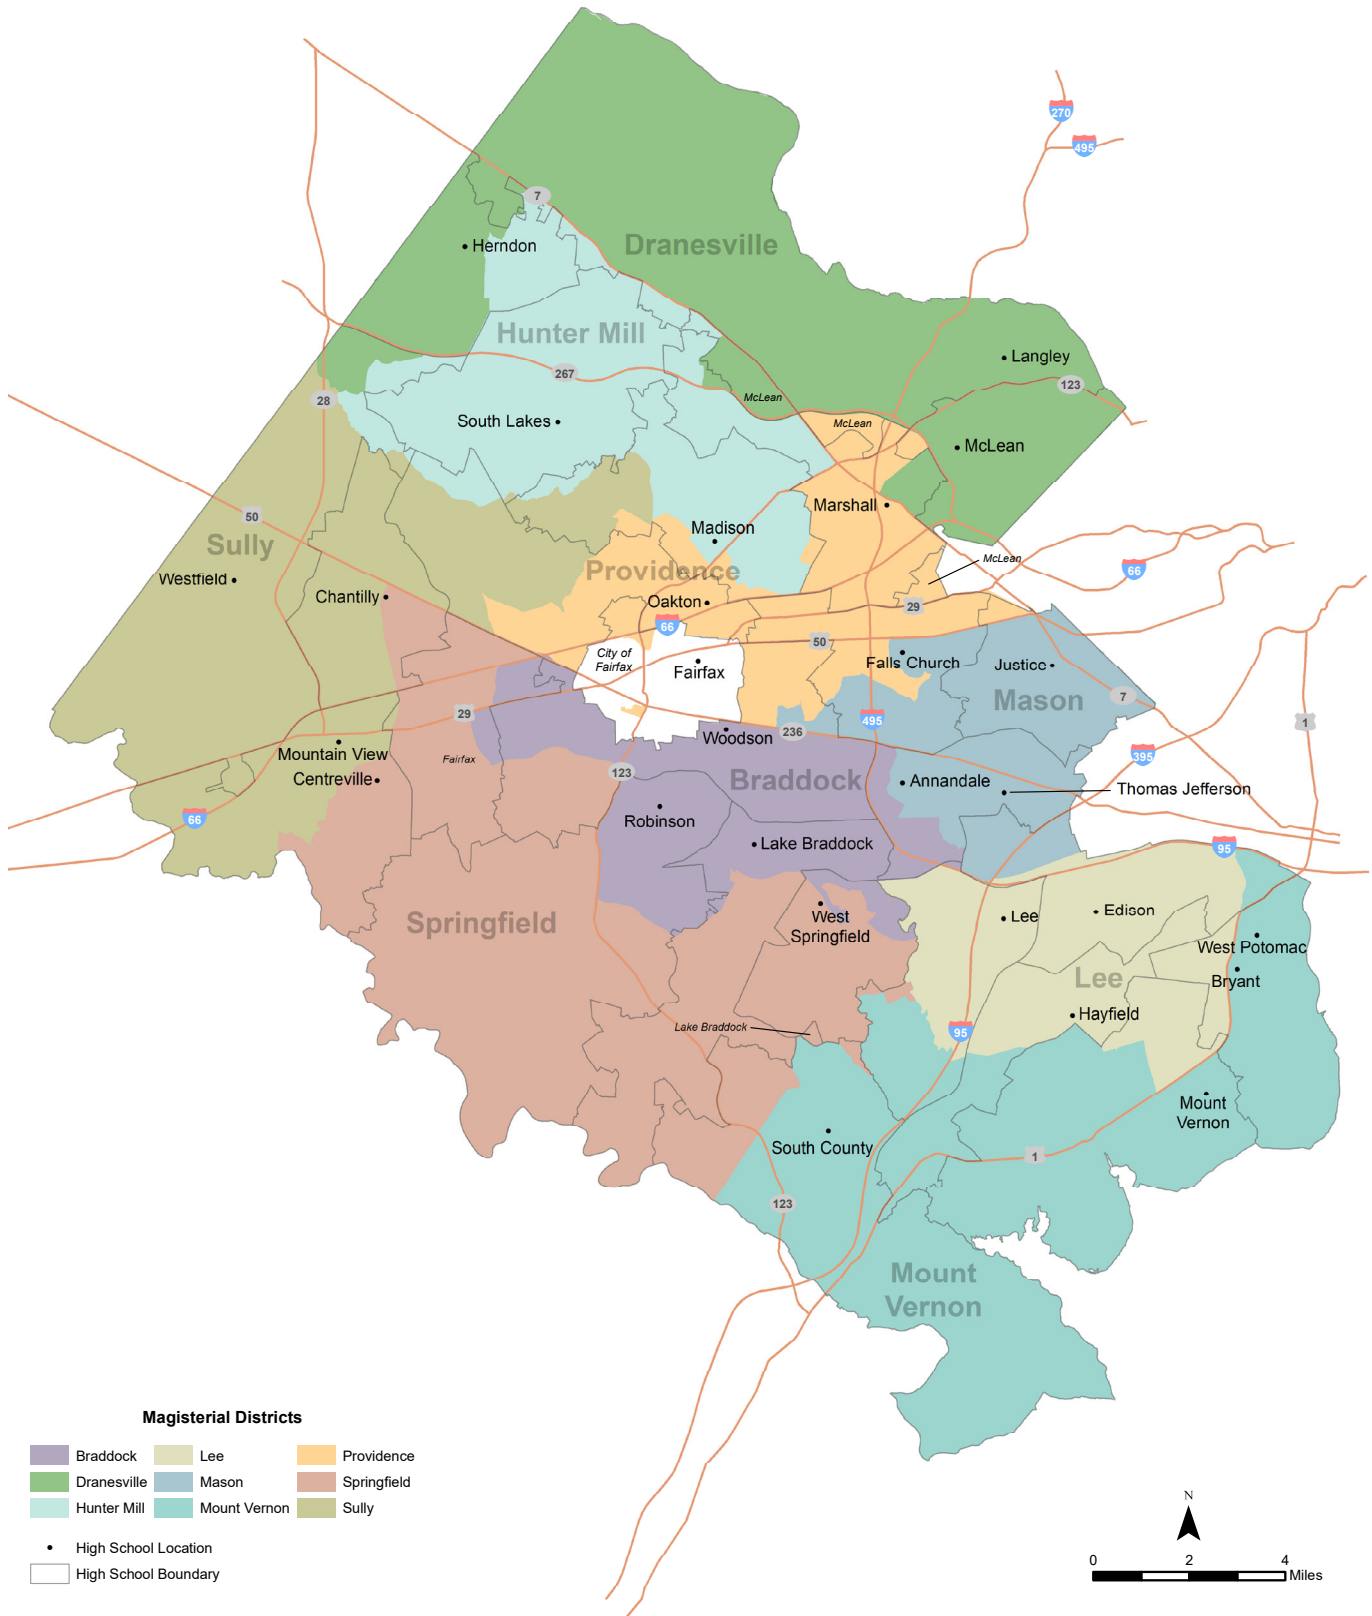 270
495
7
Herndon
Dranesville
Hunter Mill
Langley
267
123
28
McLean
South Lakes
McLean
McLean
Marshall
50
Madison
Sully
McLean
Westfield
Providence
66
Chantilly
Oakton
29
66
50
City of
Fairfax
Fairfax
Falls Church
Justice
7
Mason
29
495
1
236
Woodson
Mountain View
Fairfax
395
Centreville
123
Braddock
Annandale
Thomas Jefferson
66
Robinson
Lake Braddock
95
Springfield
West
Springfield
Lee
Edison
West Potomac
Lee
Bryant
Hayfield
Lake Braddock
95
Mount
Vernon
South County
1
123
Mount
Vernon
Magisterial Districts
Braddock
Lee
Providence
Dranesville
Mason
Springfield
Hunter Mill
Mount Vernon
Sully
High School Location
High School Boundary
N
0 2 4
Miles